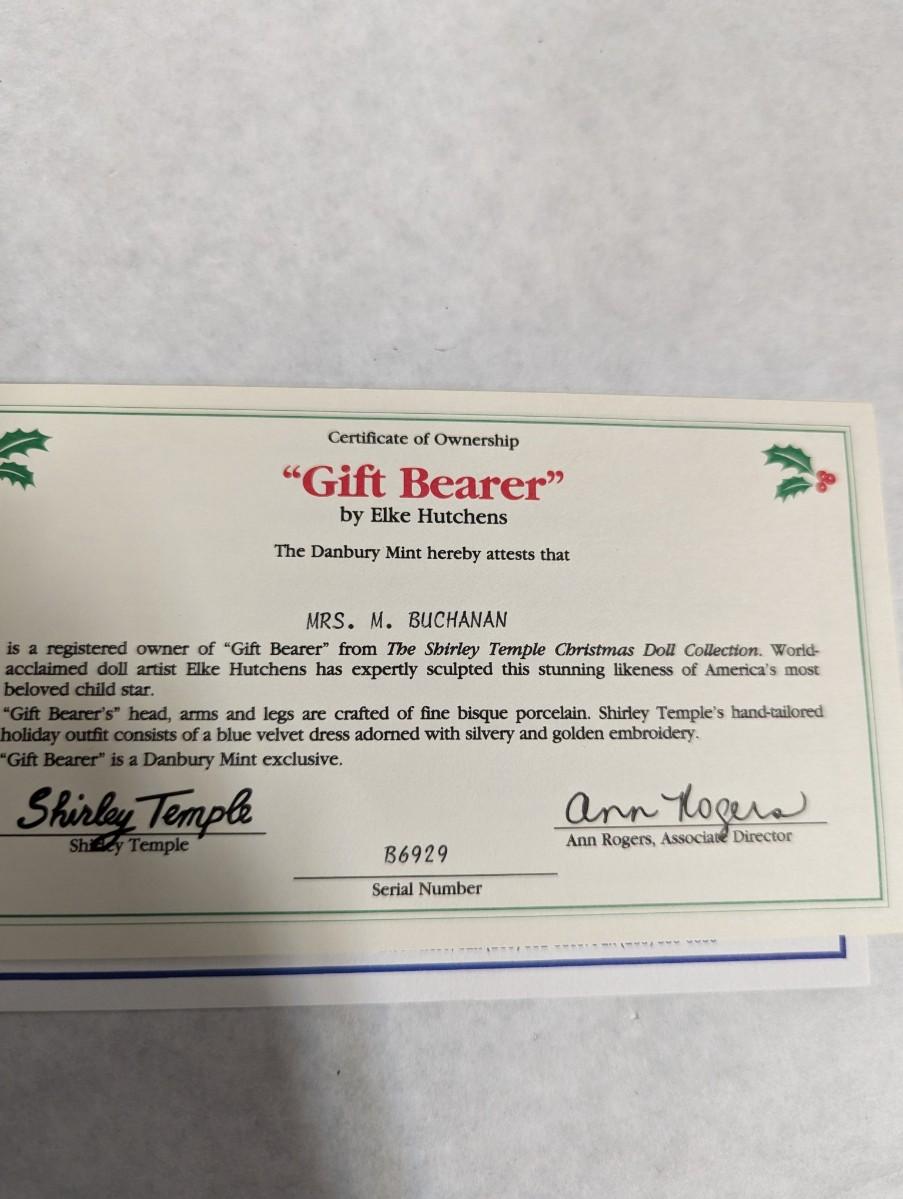 Certificate of Ownership
“Gift Bearer”
by Elke Hutchens
The Danbury Mint hereby attests that
MRS. M. BUCHANAN
is a registered owner of “Gift Bearer” from The Shirley Temple Christmas Doll Collection. World-
acclaimed doll artist Elke Hutchens has expertly sculpted this stunning likeness of America’s most
beloved child star.
“Gift Bearer’s” head, arms and legs are crafted of fine bisque porcelain. Shirley Temple’s hand-tailored
holiday outfit consists of a blue velvet dress adorned with silvery and golden embroidery.
“Gift Bearer” is a Danbury Mint exclusive.
Shirley Temple
Shirley Temple
Ann Rogers
Ann Rogers, Associate Director
B6929
Serial Number